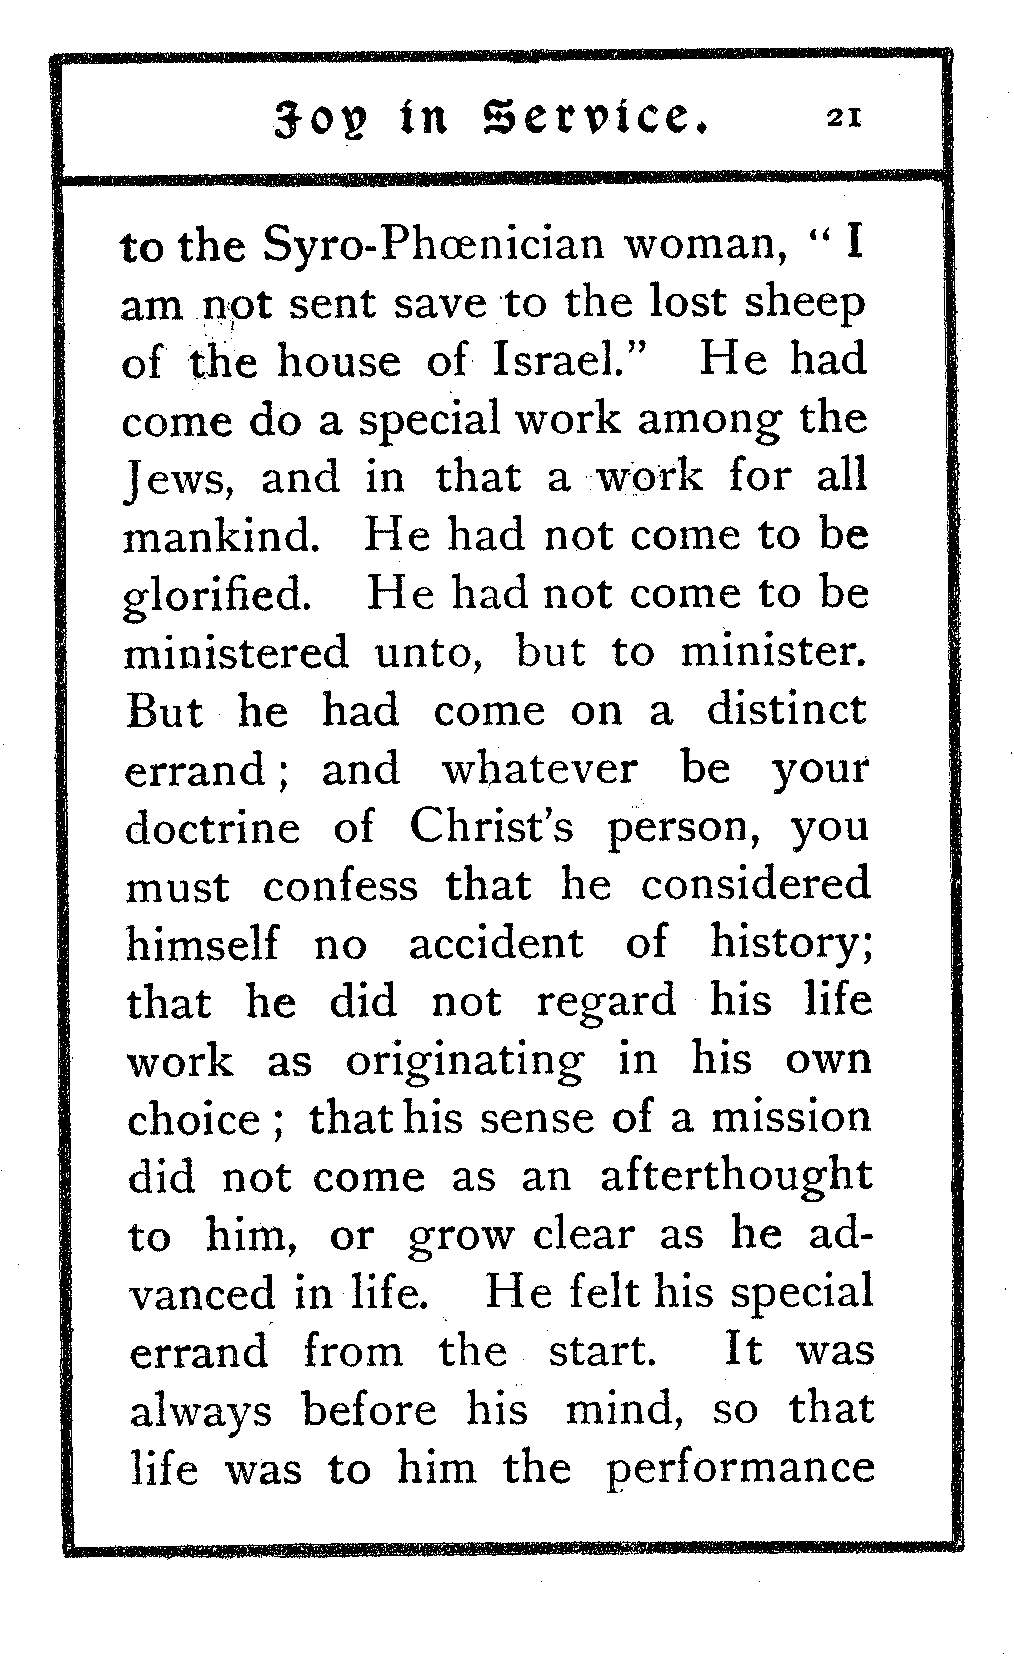 Joy in Service. 21
to the Syro-Phœnician woman, “ I
am not sent save to the lost sheep
of the house of Israel.” He had
come do a special work among the
Jews, and in that a work for all
mankind. He had not come to be
glorified. He had not come to be
ministered unto, but to minister.
But he had come on a distinct
errand ; and whatever be your
doctrine of Christ’s person, you
must confess that he considered
himself no accident of history;
that he did not regard his life
work as originating in his own
choice ; that his sense of a mission
did not come as an afterthought
to him, or grow clear as he ad-
vanced in life. He felt his special
errand from the start. It was
always before his mind, so that
life was to him the performance